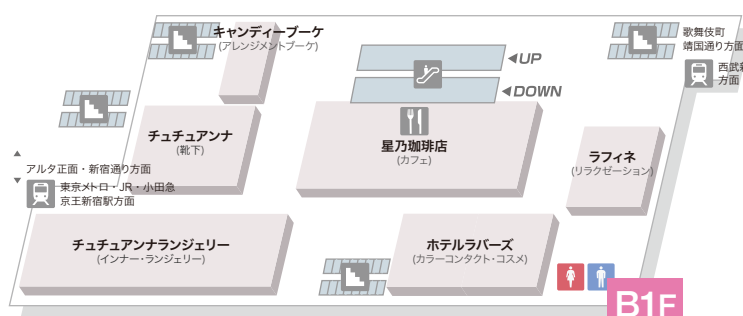 キャンディーブーケ
(アレンジメントブーケ)
歌舞伎町
靖国通り方面
西武新
方面
◀UP
◀DOWN
チュチュアンナ
(靴下)
星乃珈琲店
(カフェ)
ラフィネ
(リラクゼーション)
▲
アルタ正面・新宿通り方面
▼
東京メトロ・JR・小田急
京王新宿駅方面
チュチュアンナランジェリー
(インナー・ランジェリー)
ホテルラバーズ
(カラーコンタクト・コスメ)
B1F